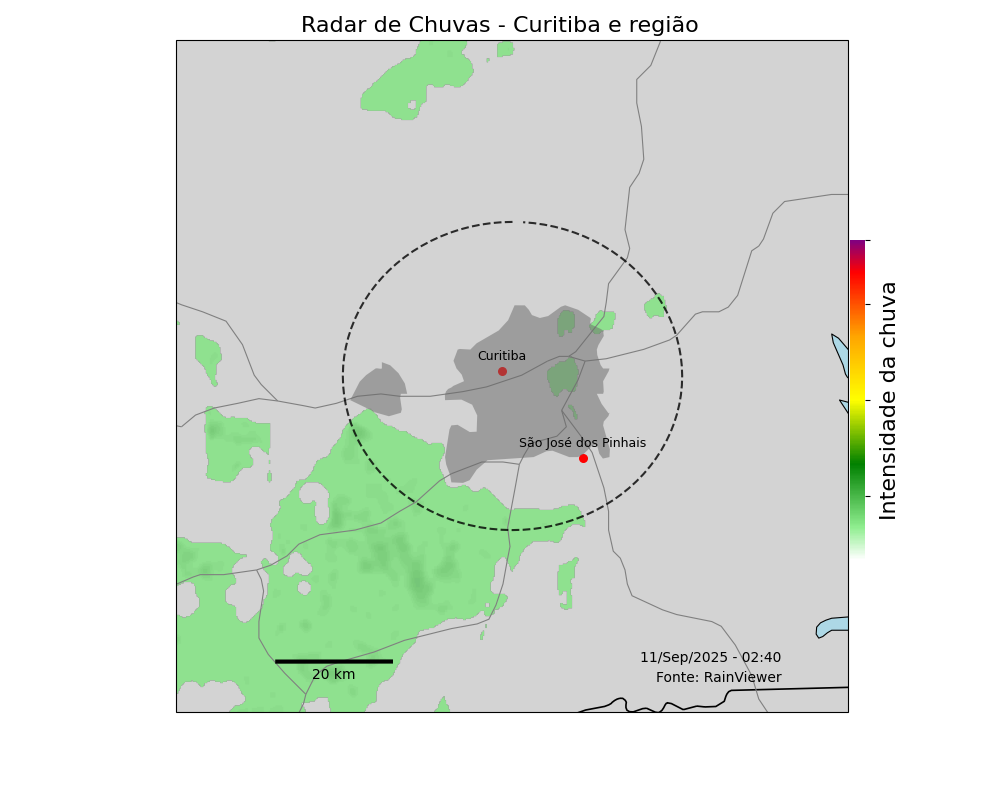 Radar de Chuvas - Curitiba e região
Curitiba
São José dos Pinhais
Intensidade da chuva
11/Sep/2025 - 02:40
Fonte: RainViewer
20 km